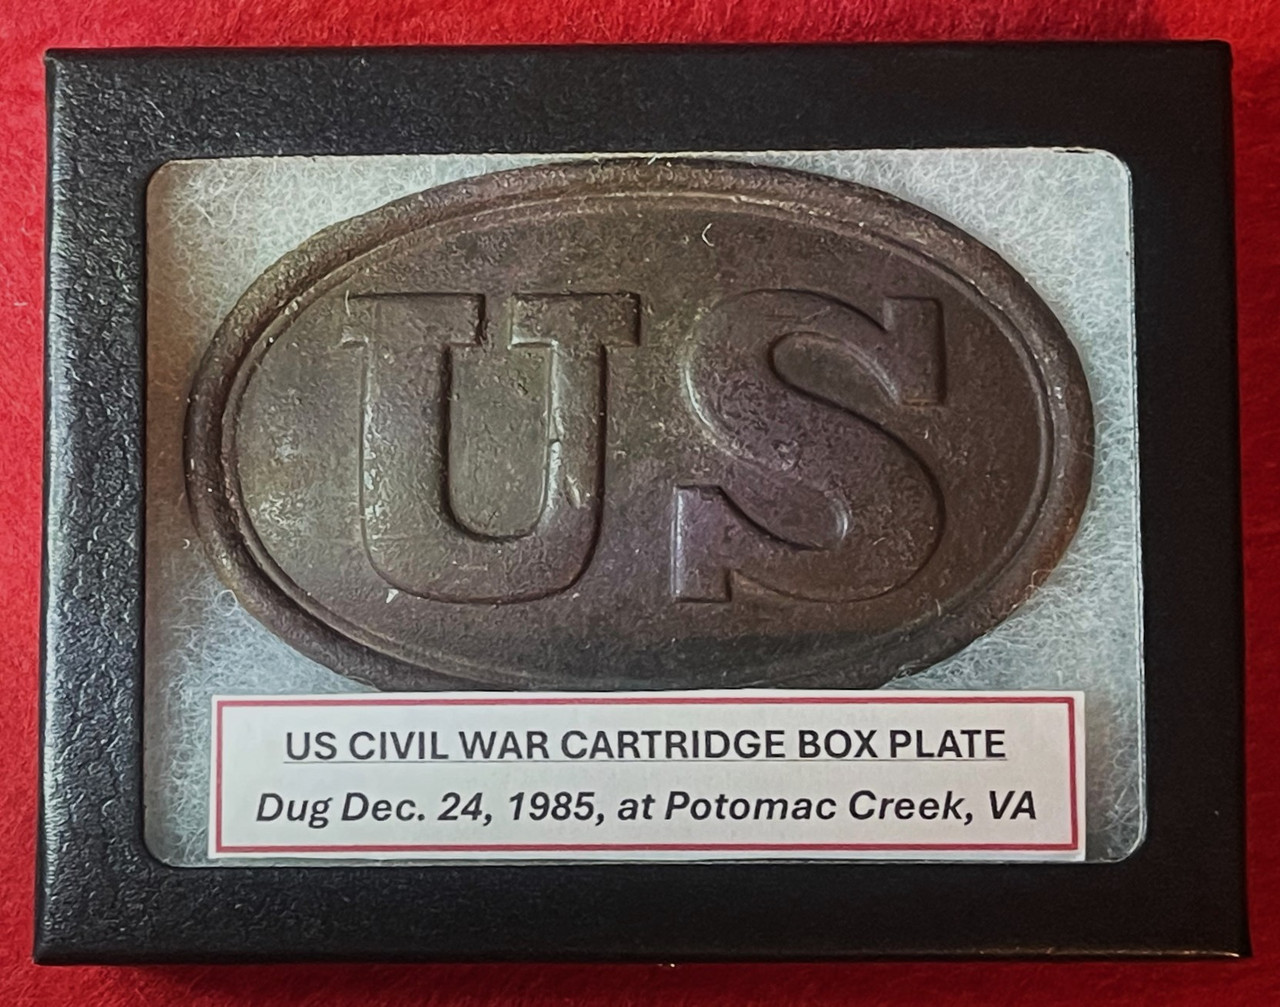 US
US CIVIL WAR CARTRIDGE BOX PLATE
Dug Dec. 24, 1985, at Potomac Creek, VA